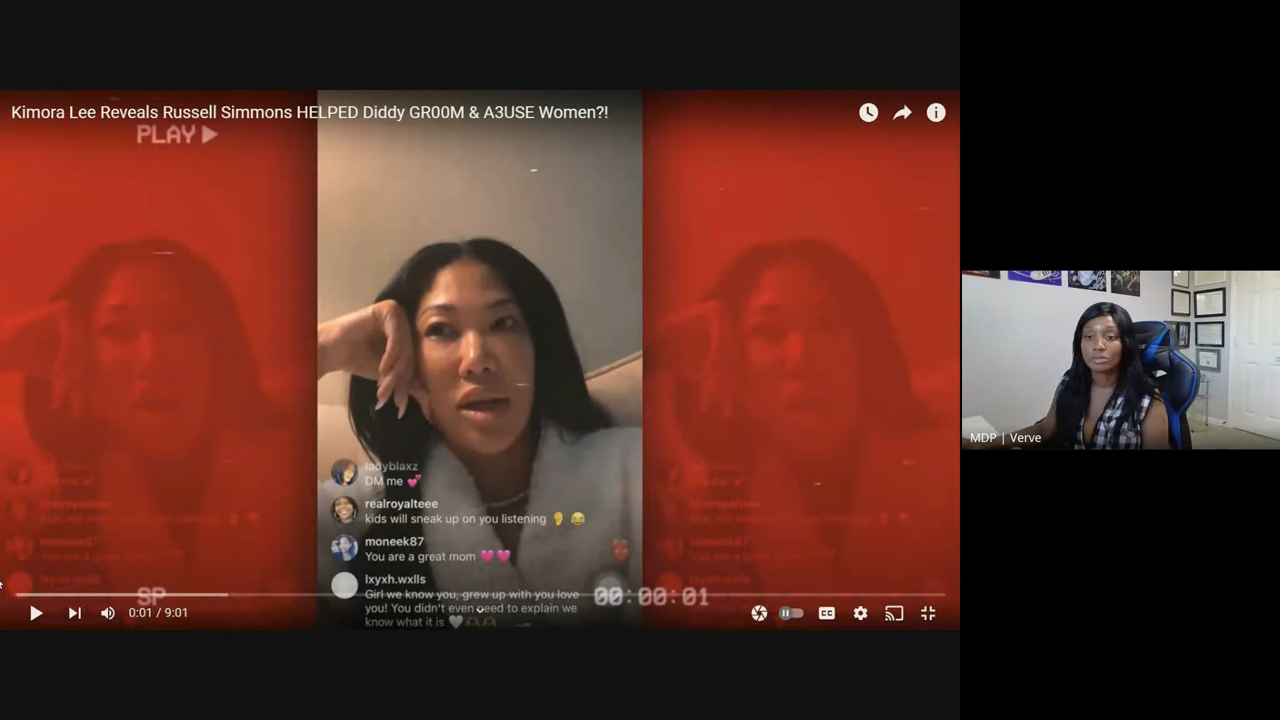 Kimora Lee Reveals Russell Simmons HELPED Diddy GR00M & A3USE Women?!
PLAY
ladyblaxz
DM me 💕
realroyalteee
kids will sneak up on you listening 👂 😂
moneek87
You are a great mom 💗💗
lxyxh.wxlls
Girl we know you, grew up with you love
you! You didn't even need to explain we
know what it is 🤍
SP
00:00:01
0:01 / 9:01
CC
MDP | Verve